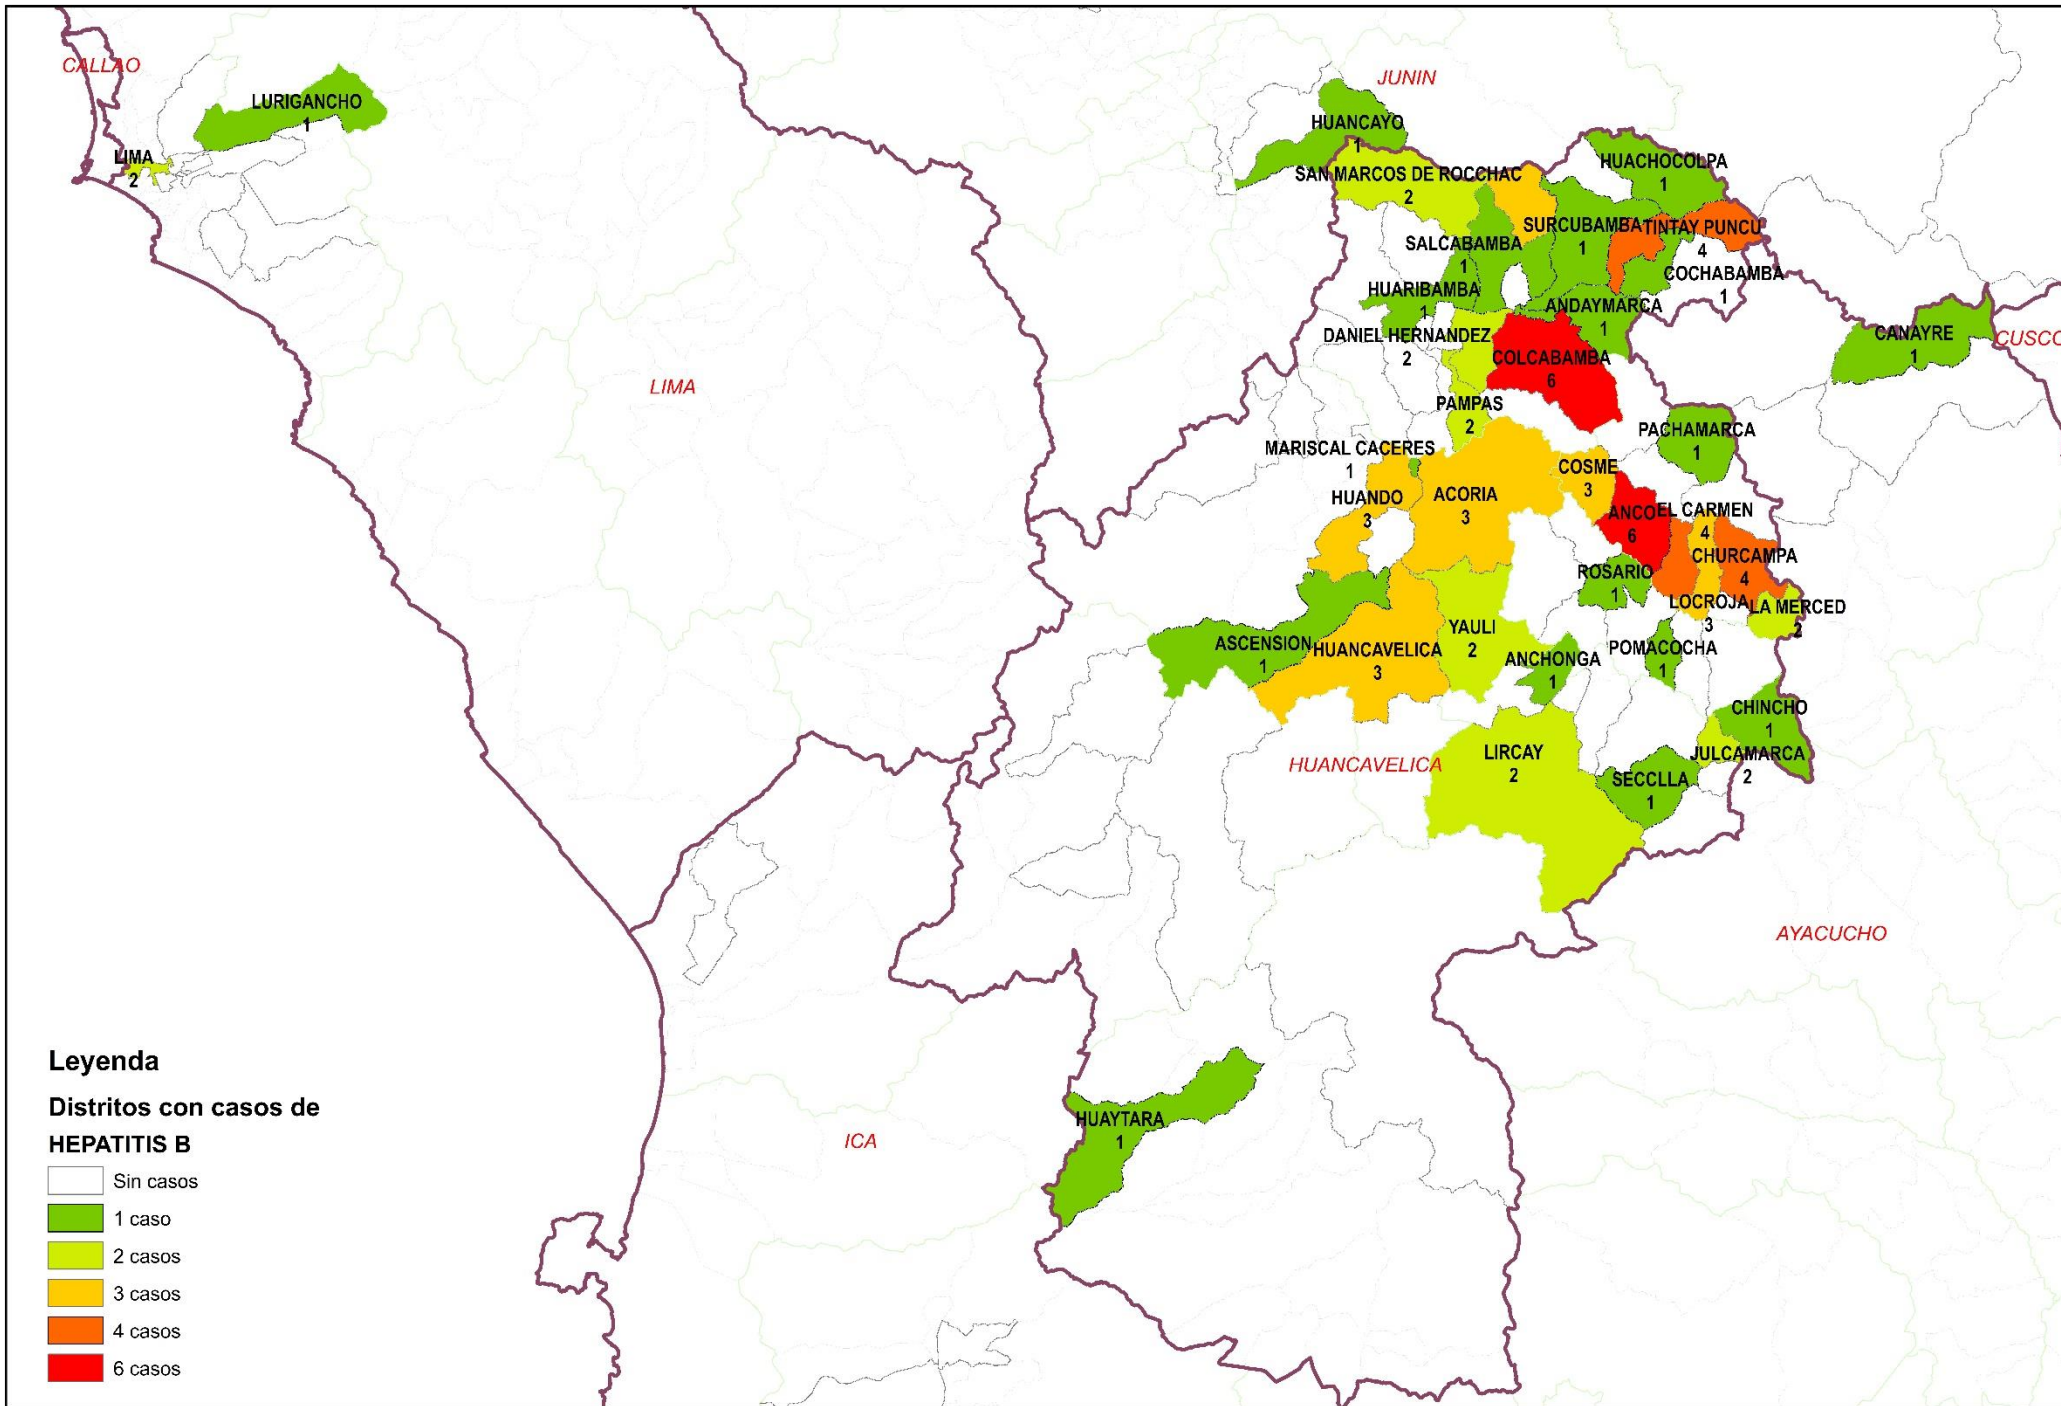 CALLAO
LURIGANCHO
1
LIMA
2
JUNIN
HUANCAYO
1
SAN MARCOS DE ROCCHAC
2
HUACHOCOLPA
1
SURCUBAMBA
1
TINTAY PUNCU
4
SALCABAMBA
1
COCHABAMBA
1
HUARIBAMBA
1
ANDAYMARCA
1
DANIEL HERNANDEZ
2
COLCABAMBA
6
CANAYRE
1
CUSCO
LIMA
PAMPAS
2
PACHAMARCA
1
MARISCAL CACERES
1
COSME
3
HUANDO
3
ACORIA
3
ANCO
6
EL CARMEN
4
CHURCAMPA
4
ROSARIO
1
LOCROJA
3
LA MERCED
2
ASCENSION
1
HUANCAVELICA
3
YAULI
2
ANCHONGA
1
POMACOCHA
1
CHINCHO
1
HUANCAVELICA
LIRCAY
2
JULCAMARCA
2
SECCLLA
1
AYACUCHO
HUAYTARA
1
ICA
Leyenda
Distritos con casos de
HEPATITIS B
Sin casos
1 caso
2 casos
3 casos
4 casos
6 casos